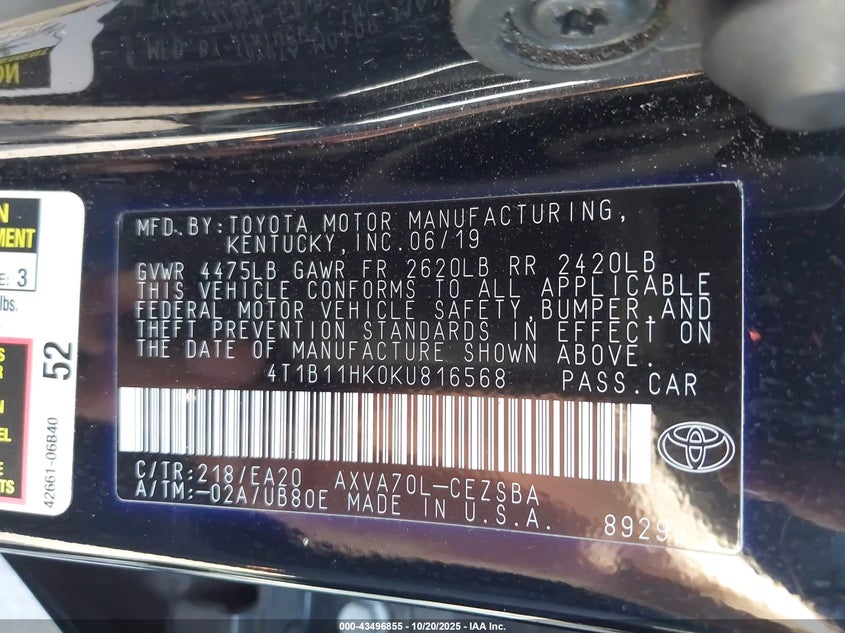 MFD. BY: TOYOTA MOTOR MANUFACTURING,
KENTUCKY, INC. 06/19
GVWR 4475LB GAWR FR 2620LB RR 2420LB
THIS VEHICLE CONFORMS TO ALL APPLICABLE
FEDERAL MOTOR VEHICLE SAFETY, BUMPER, AND
THEFT PREVENTION STANDARDS IN EFFECT ON
THE DATE OF MANUFACTURE SHOWN ABOVE.
4T1B11HK0KU816568 PASS. CAR
C/TR: 218/EA20 AXVA70L-CEZSBA
A/TM: -02A/UB80E MADE IN U.S.A.
8929
3
lbs.
52
42661-06B40
000-43496855 - 10/20/2025 - IAA Inc.